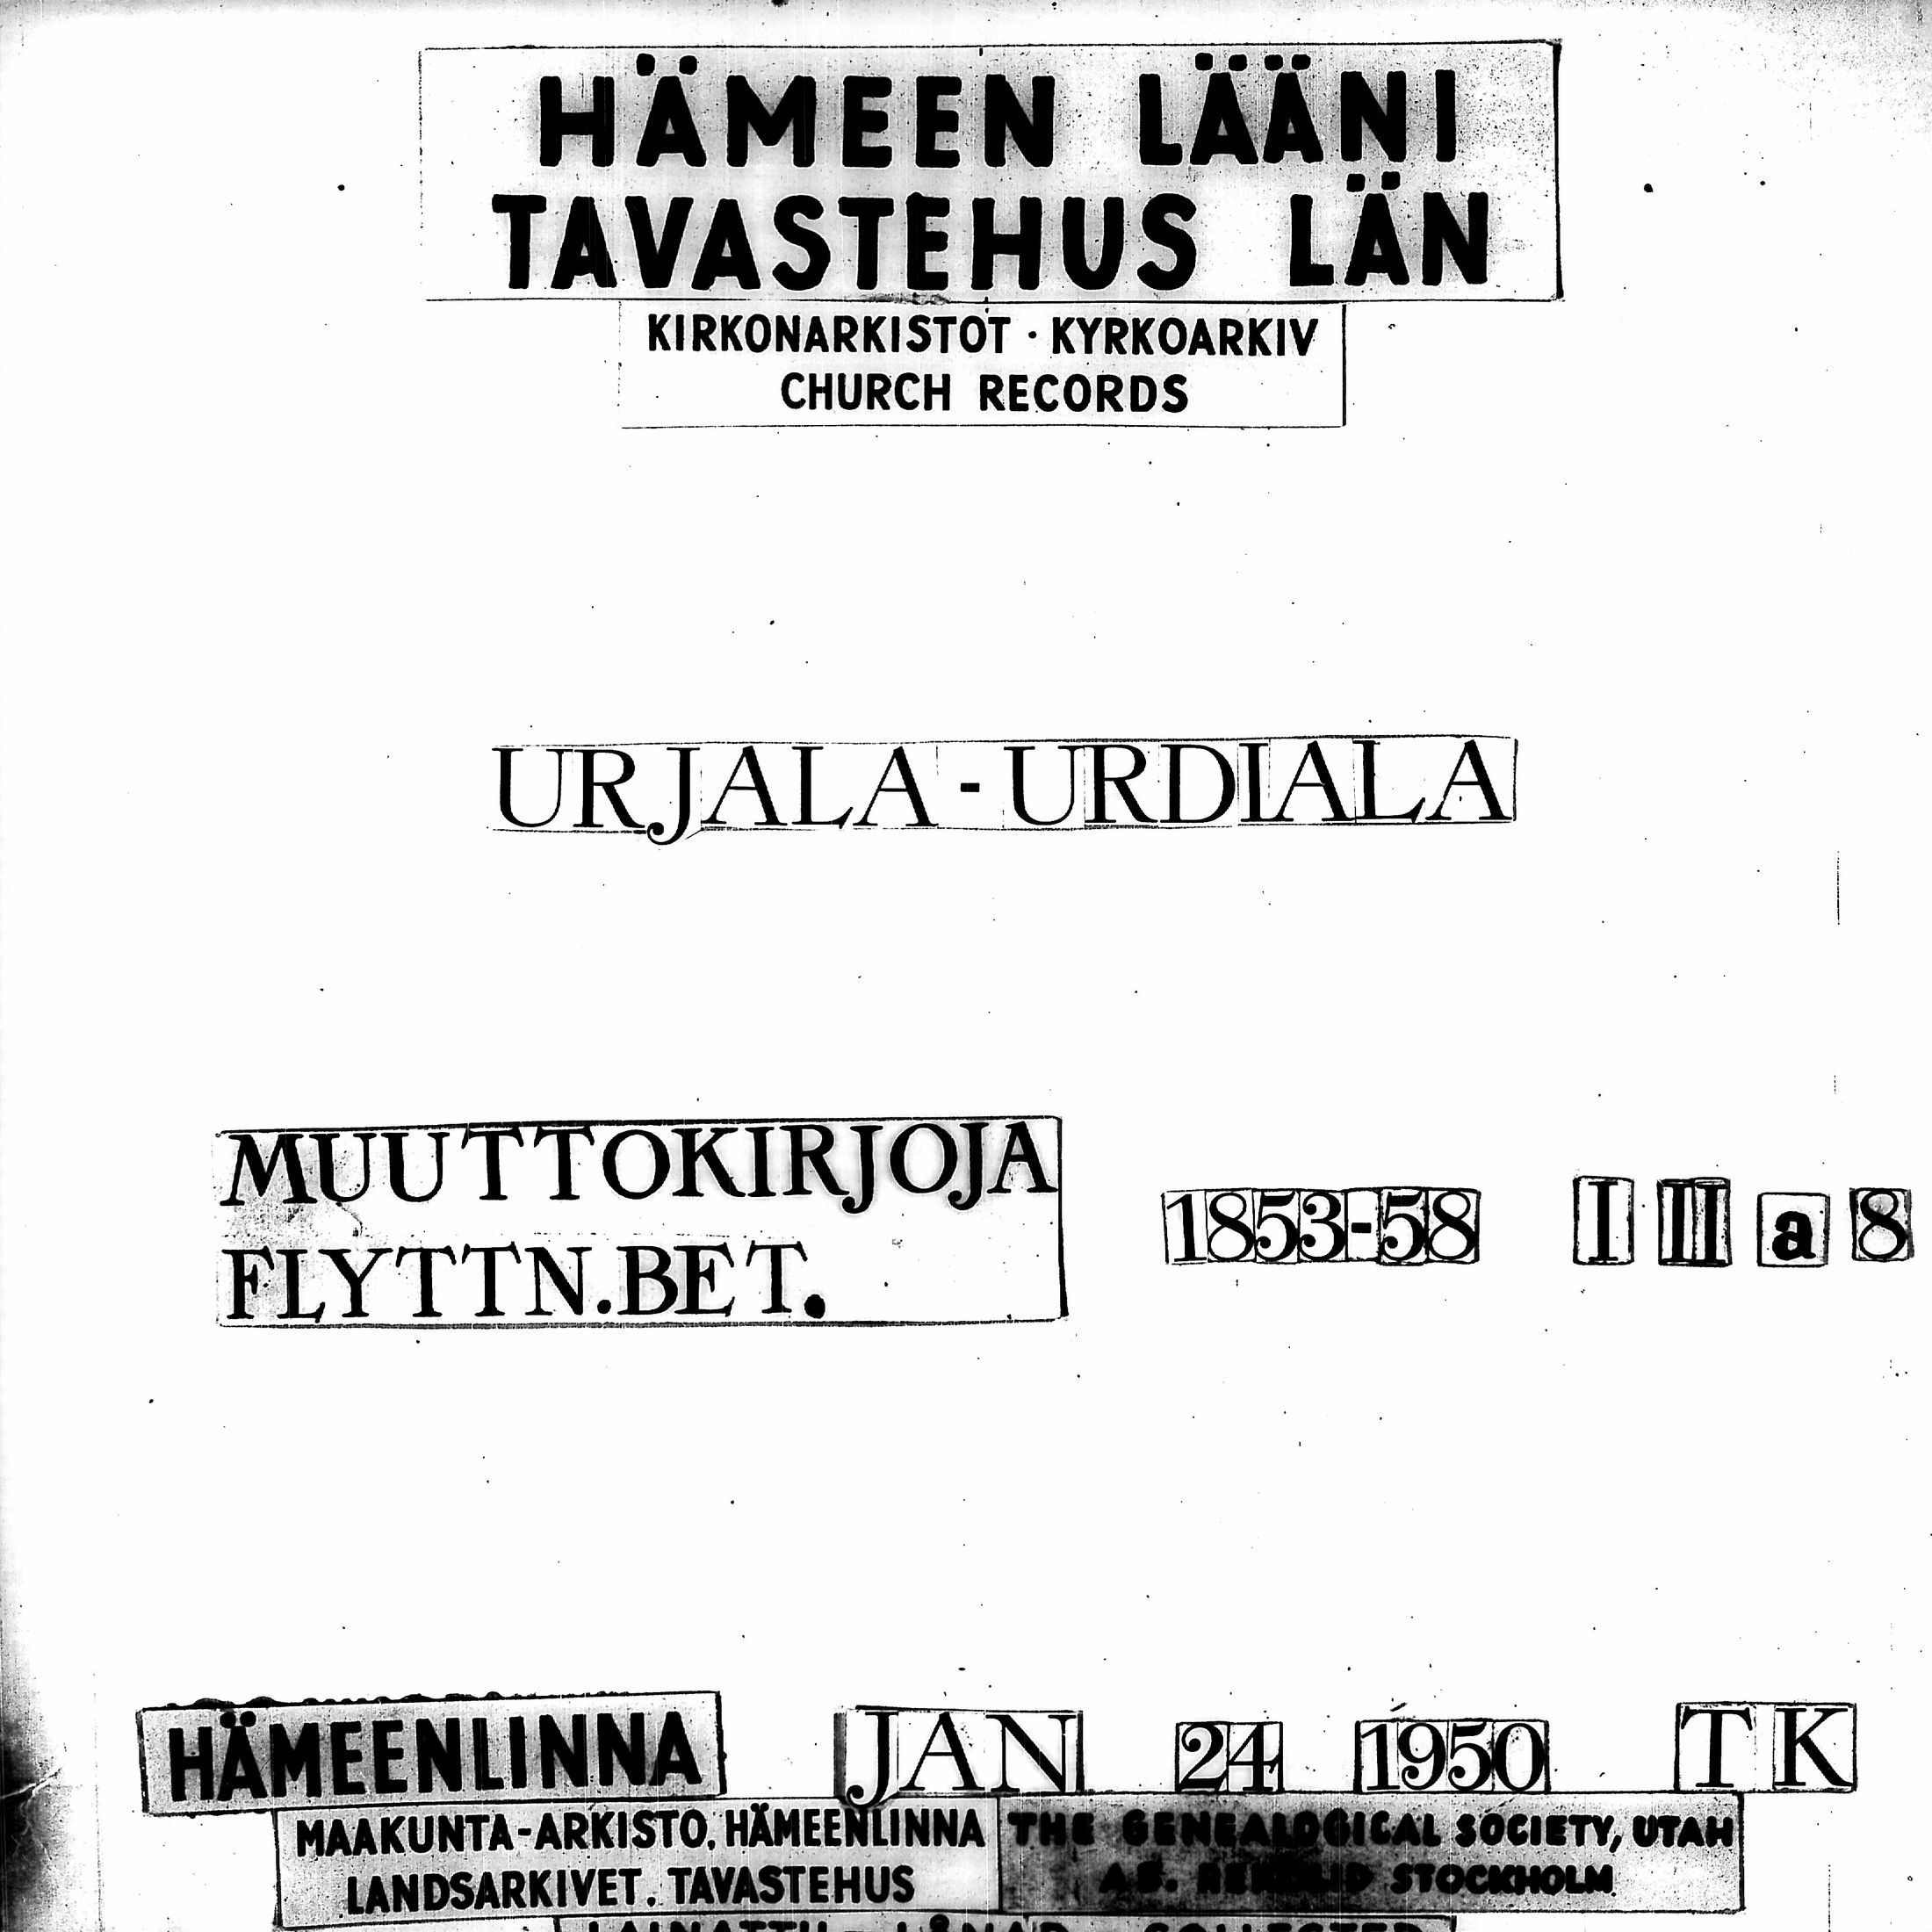 HÄMEEN LÄÄNI
TAVASTEHUS LÄN
KIRKONARKISTOT · KYRKOARKIV
CHURCH RECORDS
URJALA-URDIALA
MUUTTOKIRJOJA
FLYTTN.BET.
1853-58 I III a 8
HÄMEENLINNA JAN 24 1950 TK
MAAKUNTA-ARKISTO, HÄMEENLINNA
LANDSARKIVET. TAVASTEHUS
THE GENEALOGICAL SOCIETY, UTAH
STOCKHOLM